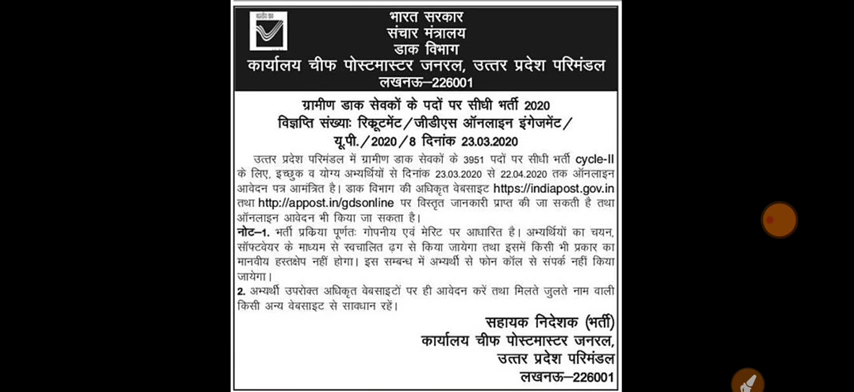 भारत सरकार
संचार मंत्रालय
डाक विभाग
कार्यालय चीफ पोस्टमास्टर जनरल, उत्तर प्रदेश परिमंडल
लखनऊ–226001
ग्रामीण डाक सेवकों के पदों पर सीधी भर्ती 2020
विज्ञप्ति संख्याः रिक्रूटमेंट/जीडीएस ऑनलाइन इंगेजमेंट/
यू.पी./2020/8 दिनांक 23.03.2020
उत्तर प्रदेश परिमंडल में ग्रामीण डाक सेवकों के 3951 पदों पर सीधी भर्ती cycle-II
के लिए, इच्छुक व योग्य अभ्यर्थियों से दिनांक 23.03.2020 से 22.04.2020 तक ऑनलाइन
आवेदन पत्र आमंत्रित है। डाक विभाग की अधिकृत वेबसाइट https://indiapost.gov.in
तथा http://appost.in/gdsonline पर विस्तृत जानकारी प्राप्त की जा सकती है तथा
ऑनलाइन आवेदन भी किया जा सकता है।
नोट–1. भर्ती प्रक्रिया पूर्णतः गोपनीय एवं मेरिट पर आधारित है। अभ्यर्थियों का चयन,
सॉफ्टवेयर के माध्यम से स्वचालित ढ़ग से किया जायेगा तथा इसमें किसी भी प्रकार का
मानवीय हस्तक्षेप नहीं होगा। इस सम्बन्ध में अभ्यर्थी से फोन कॉल से संपर्क नहीं किया
जायेगा।
2. अभ्यर्थी उपरोक्त अधिकृत वेबसाइटों पर ही आवेदन करें तथा मिलते जुलते नाम वाली
किसी अन्य वेबसाइट से सावधान रहें।
सहायक निदेशक (भर्ती)
कार्यालय चीफ पोस्टमास्टर जनरल,
उत्तर प्रदेश परिमंडल
लखनऊ–226001